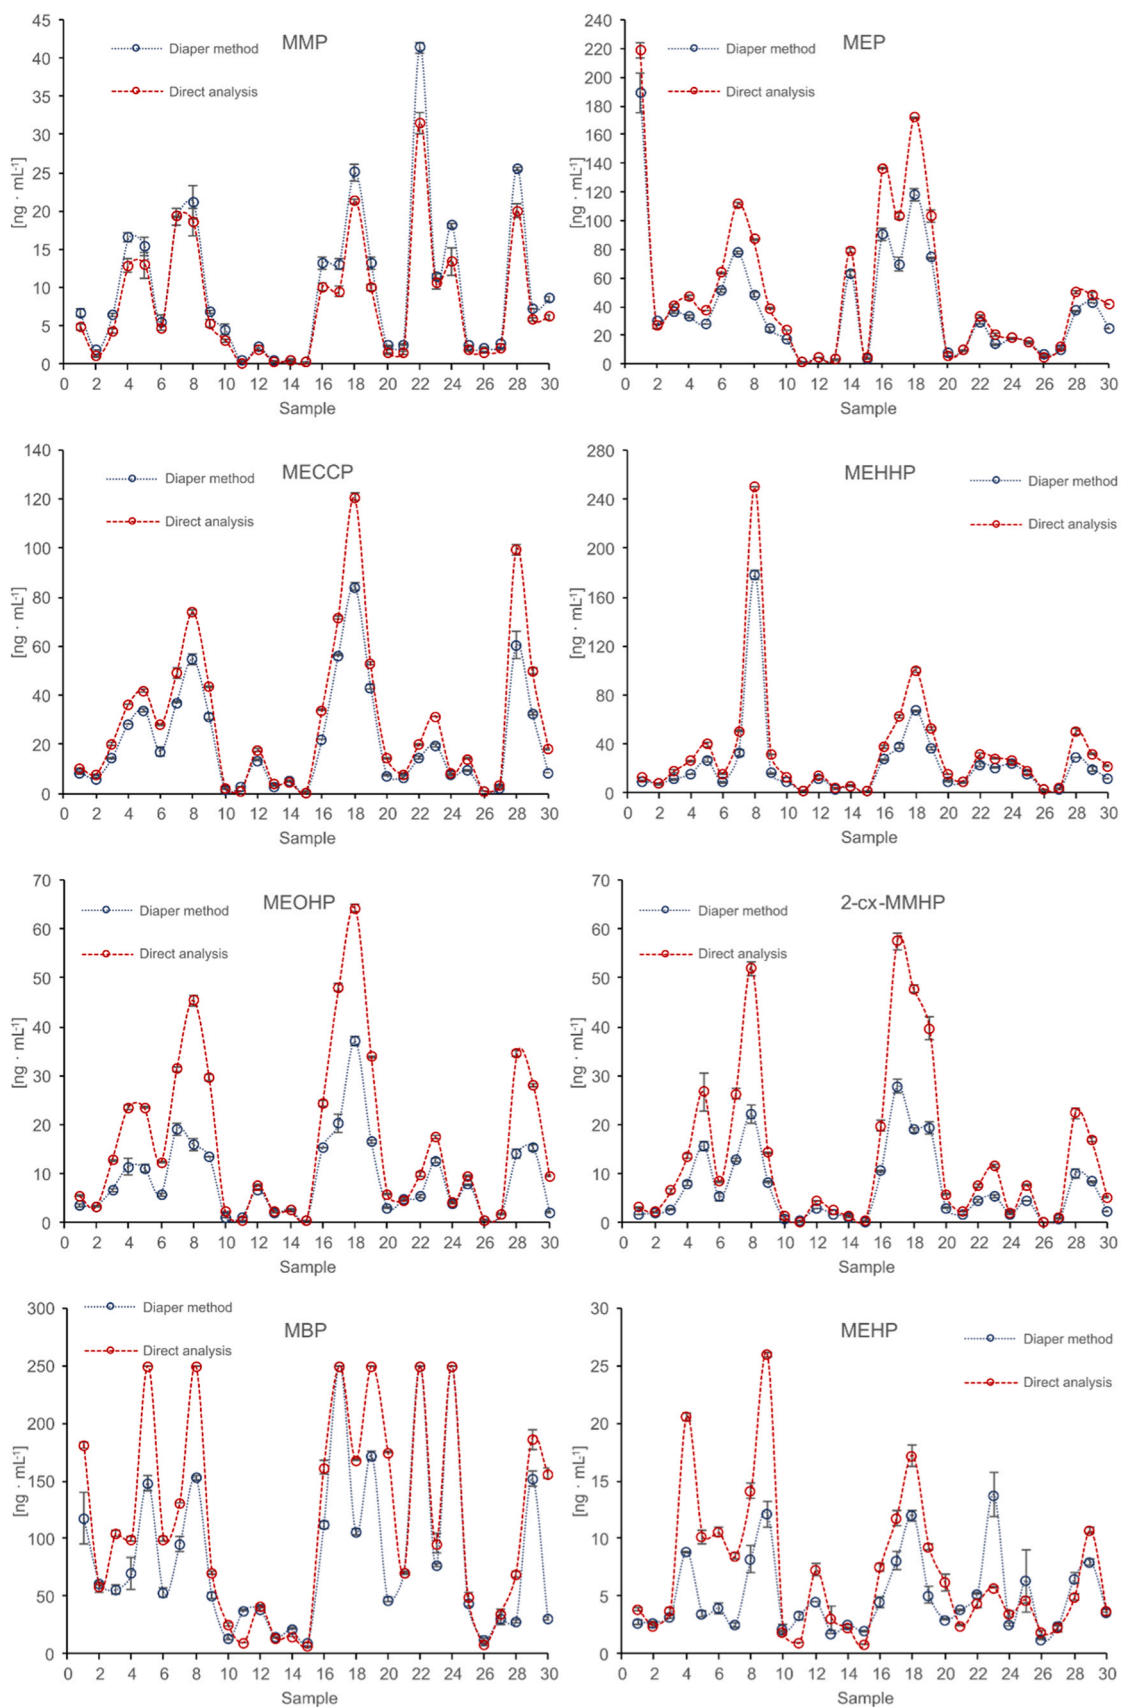 MMP
Diaper method
Direct analysis
[ng · mL⁻¹]
45
40
35
30
25
20
15
10
5
0
0 2 4 6 8 10 12 14 16 18 20 22 24 26 28 30
Sample
MEP
Diaper method
Direct analysis
[ng · mL⁻¹]
240
220
200
180
160
140
120
100
80
60
40
20
0
0 2 4 6 8 10 12 14 16 18 20 22 24 26 28 30
Sample
MECCP
Diaper method
Direct analysis
[ng · mL⁻¹]
140
120
100
80
60
40
20
0
0 2 4 6 8 10 12 14 16 18 20 22 24 26 28 30
Sample
MEHHP
Diaper method
Direct analysis
[ng · mL⁻¹]
280
240
200
160
120
80
40
0
0 2 4 6 8 10 12 14 16 18 20 22 24 26 28 30
Sample
MEOHP
Diaper method
Direct analysis
[ng · mL⁻¹]
70
60
50
40
30
20
10
0
0 2 4 6 8 10 12 14 16 18 20 22 24 26 28 30
Sample
2-cx-MMHP
Diaper method
Direct analysis
[ng · mL⁻¹]
70
60
50
40
30
20
10
0
0 2 4 6 8 10 12 14 16 18 20 22 24 26 28 30
Sample
Diaper method
MBP
Direct analysis
[ng · mL⁻¹]
300
250
200
150
100
50
0
0 2 4 6 8 10 12 14 16 18 20 22 24 26 28 30
Sample
MEHP
Diaper method
Direct analysis
[ng · mL⁻¹]
30
25
20
15
10
5
0
0 2 4 6 8 10 12 14 16 18 20 22 24 26 28 30
Sample